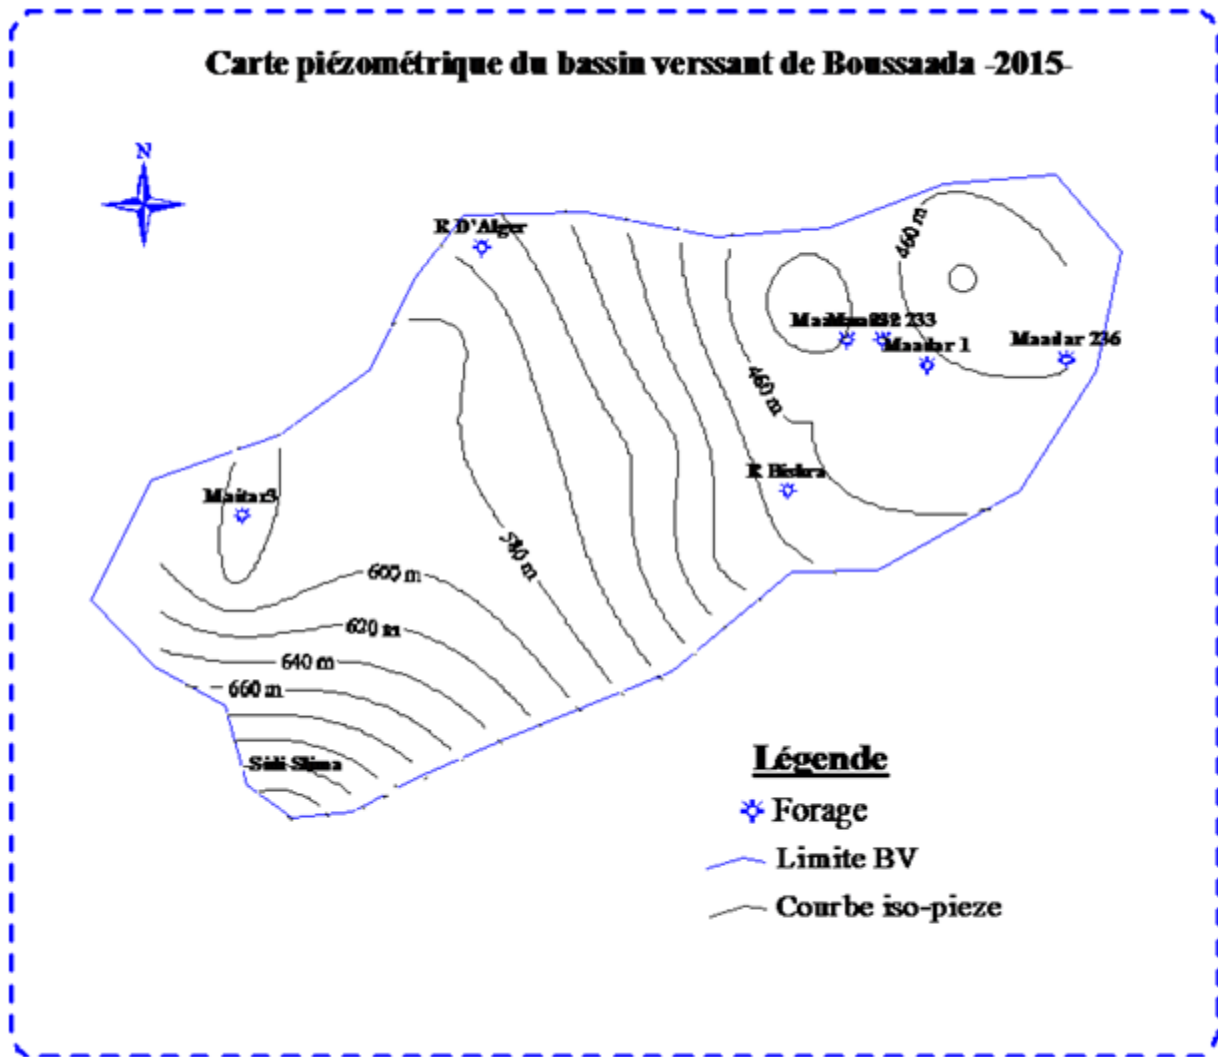 Carte piézométrique du bassin verssant de Boussaada -2015-
N
R D'Alger
460 m
233
Maadar 1
Maadar 236
460 m
R Biskra
Maitar3
580 m
600 m
620 m
640 m
660 m
Sidi Slima
Légende
Forage
Limite BV
Courbe iso-pieze